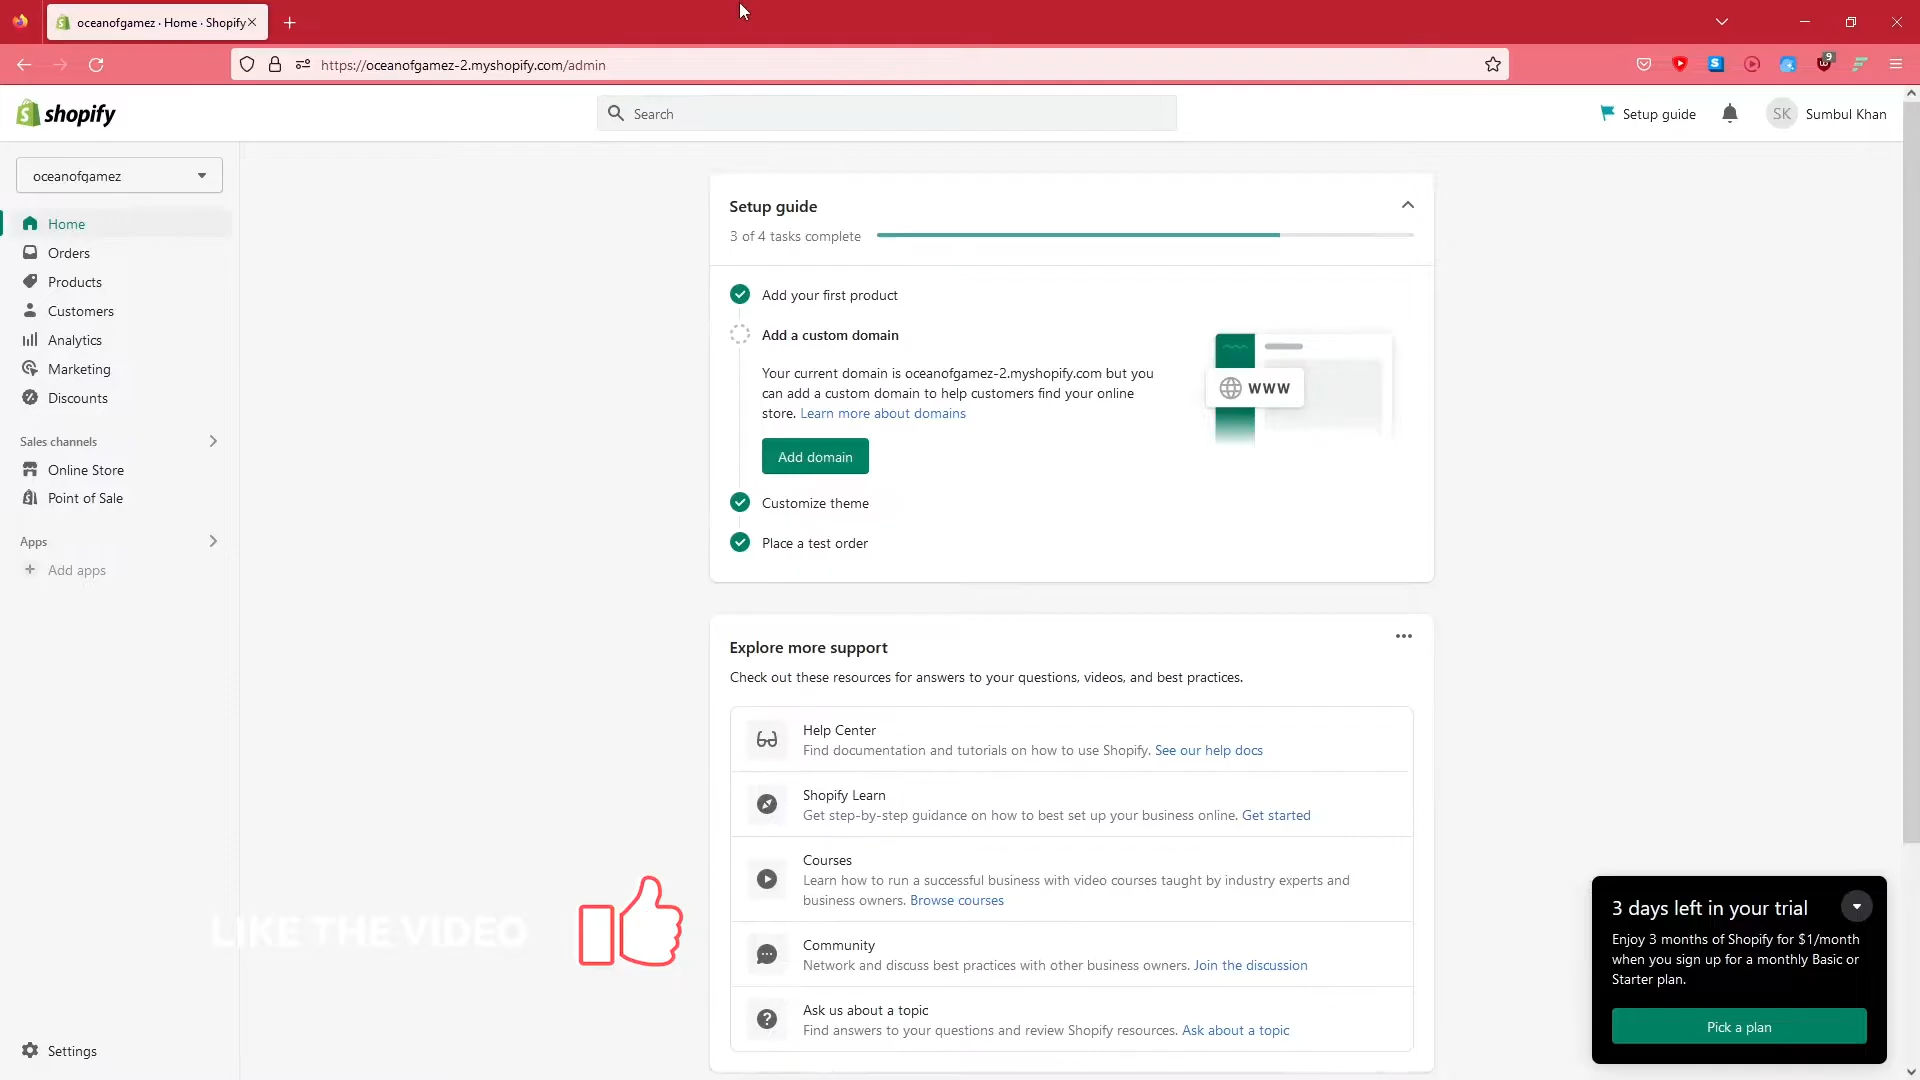 oceanofgamez · Home · Shopify
https://oceanofgamez-2.myshopify.com/admin
9
shopify
Search
Setup guide
SK
Sumbul Khan
oceanofgamez
Home
Orders
Products
Customers
Analytics
Marketing
Discounts
Sales channels
Online Store
Point of Sale
Apps
Add apps
Settings
Setup guide
3 of 4 tasks complete
Add your first product
Add a custom domain
Your current domain is oceanofgamez-2.myshopify.com but you
can add a custom domain to help customers find your online
store. Learn more about domains
www
Add domain
Customize theme
Place a test order
Explore more support
Check out these resources for answers to your questions, videos, and best practices.
Help Center
Find documentation and tutorials on how to use Shopify. See our help docs
Shopify Learn
Get step-by-step guidance on how to best set up your business online. Get started
Courses
Learn how to run a successful business with video courses taught by industry experts and
business owners. Browse courses
Community
Network and discuss best practices with other business owners. Join the discussion
Ask us about a topic
Find answers to your questions and review Shopify resources. Ask about a topic
LIKE THE VIDEO
3 days left in your trial
Enjoy 3 months of Shopify for $1/month
when you sign up for a monthly Basic or
Starter plan.
Pick a plan